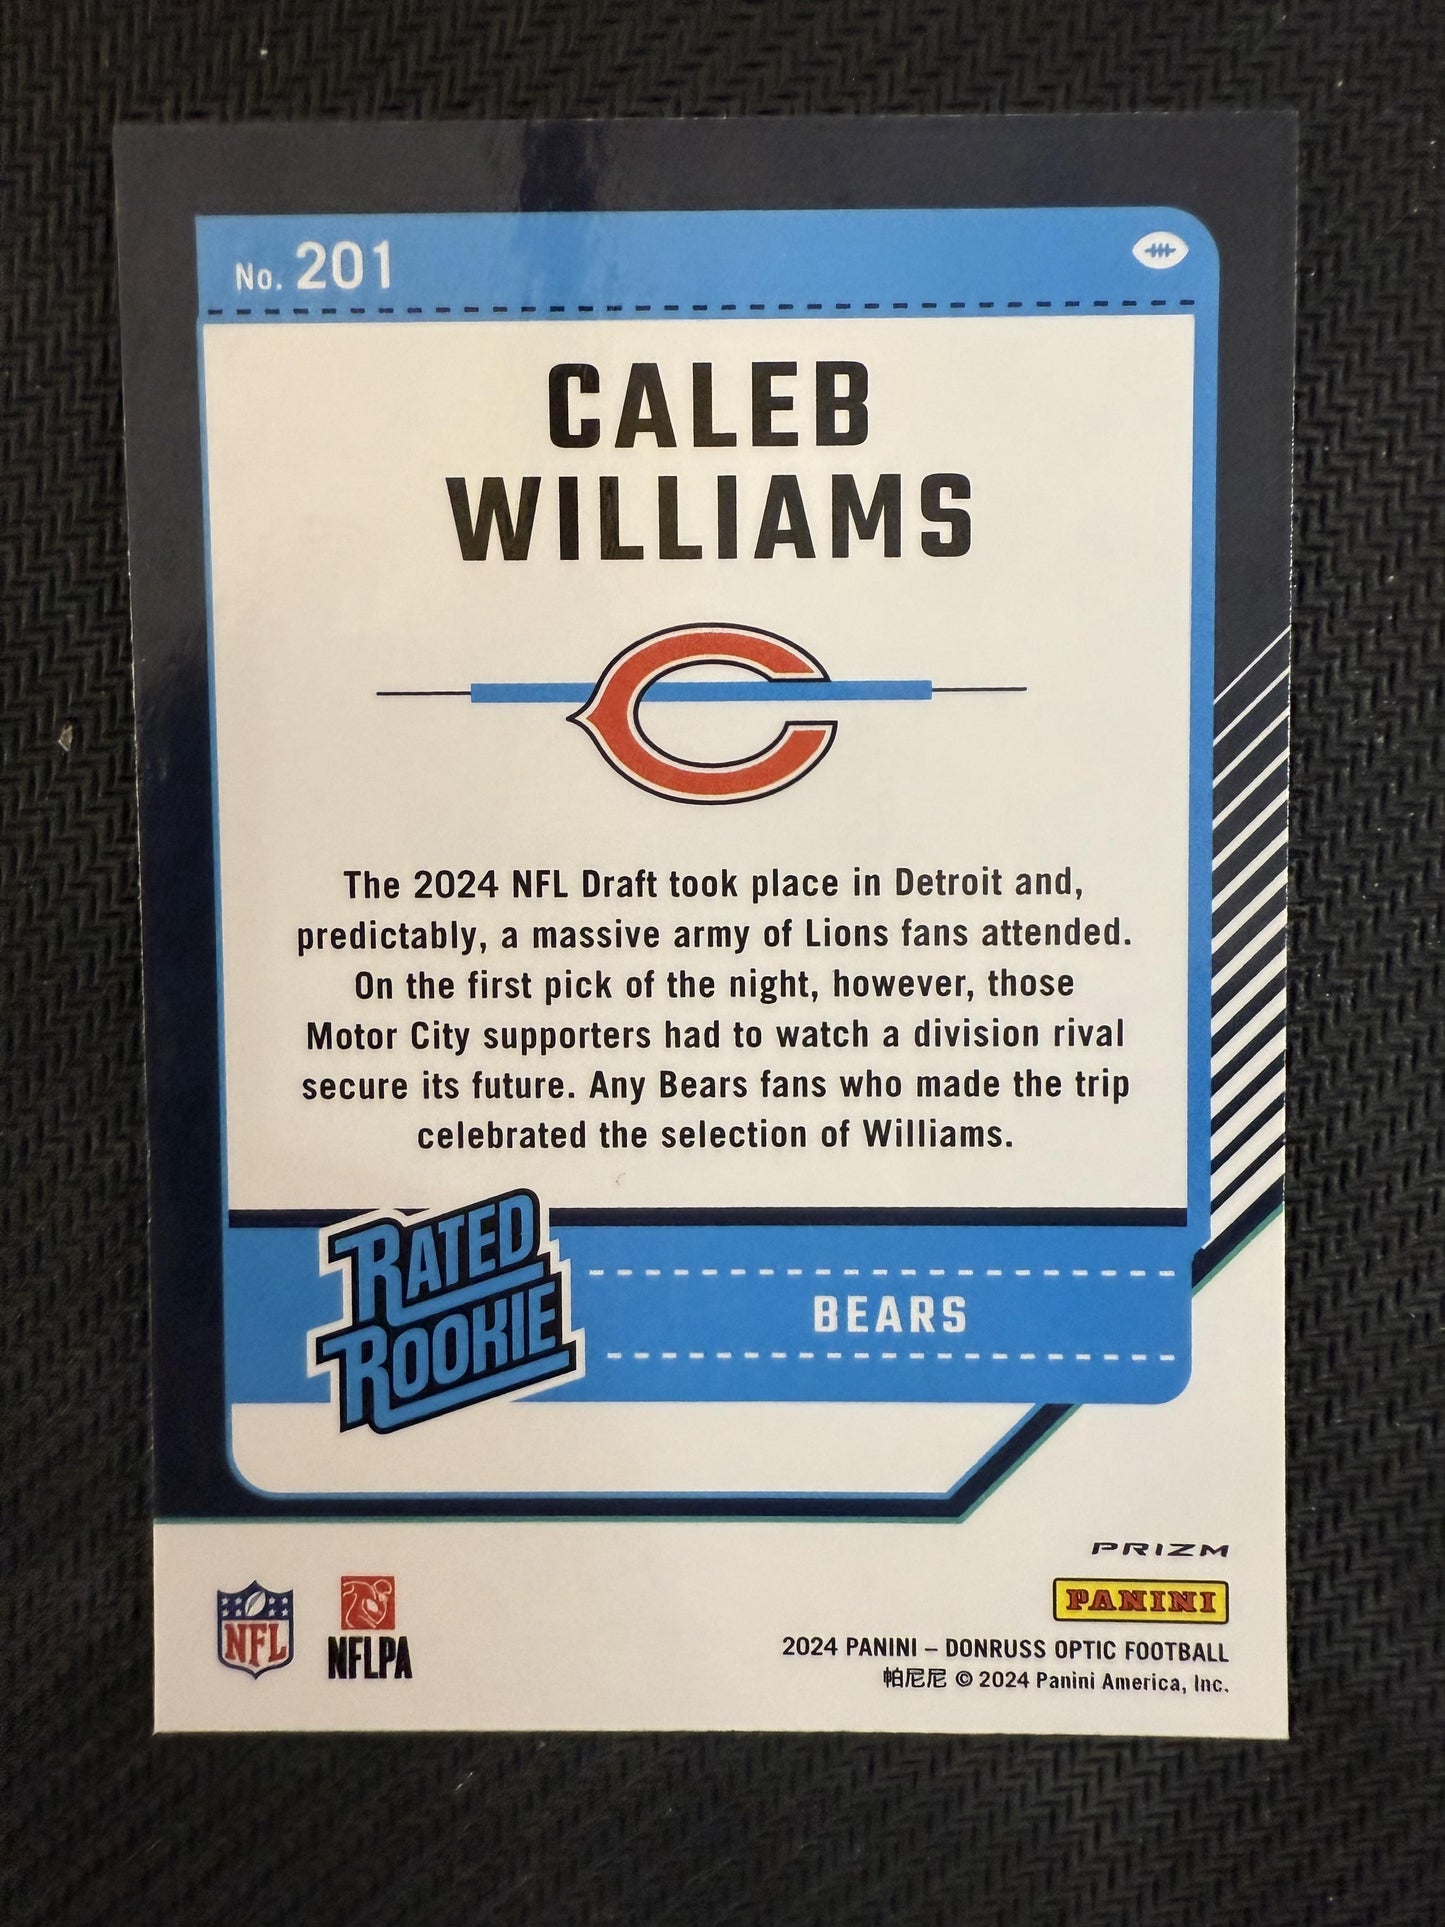 No. 201
CALEB
WILLIAMS
The 2024 NFL Draft took place in Detroit and,
predictably, a massive army of Lions fans attended.
On the first pick of the night, however, those
Motor City supporters had to watch a division rival
secure its future. Any Bears fans who made the trip
celebrated the selection of Williams.
RATED
ROOKIE
BEARS
PRIZM
PANINI
NFL
NFLPA
2024 PANINI – DONRUSS OPTIC FOOTBALL
帕尼尼 © 2024 Panini America, Inc.